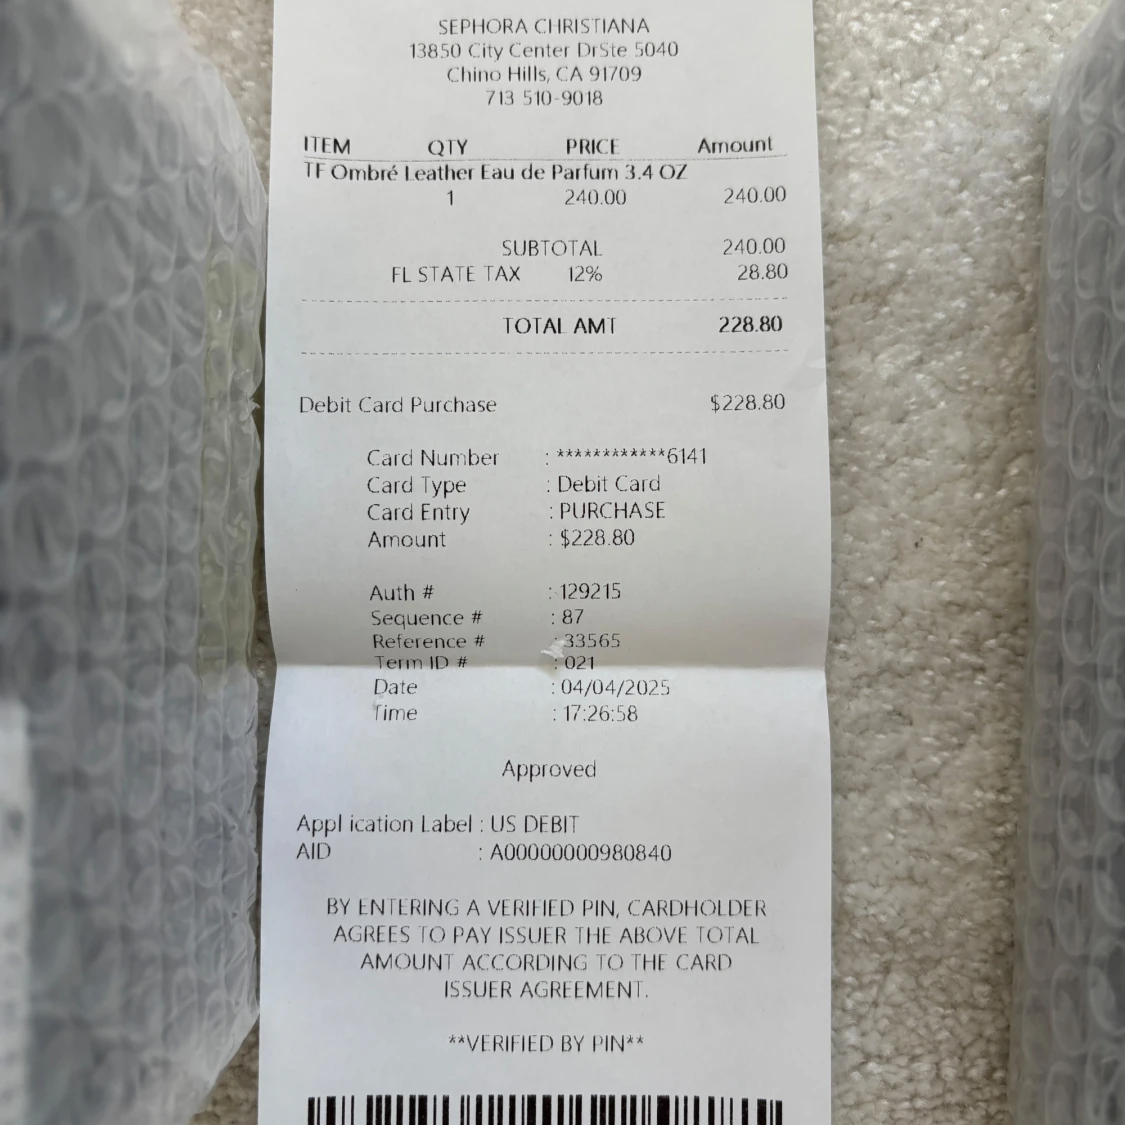 SEPHORA CHRISTIANA
13850 City Center DrSte 5040
Chino Hills, CA 91709
713 510-9018
ITEM QTY PRICE Amount
TF Ombré Leather Eau de Parfum 3.4 OZ
1 240.00 240.00
SUBTOTAL 240.00
FL STATE TAX 12% 28.80
TOTAL AMT 228.80
Debit Card Purchase $228.80
Card Number : ************6141
Card Type : Debit Card
Card Entry : PURCHASE
Amount : $228.80
Auth # : 129215
Sequence # : 87
Reference # : 33565
Term ID # : 021
Date : 04/04/2025
Time : 17:26:58
Approved
Appl ication Label : US DEBIT
AID : A00000000980840
BY ENTERING A VERIFIED PIN, CARDHOLDER
AGREES TO PAY ISSUER THE ABOVE TOTAL
AMOUNT ACCORDING TO THE CARD
ISSUER AGREEMENT.
**VERIFIED BY PIN**